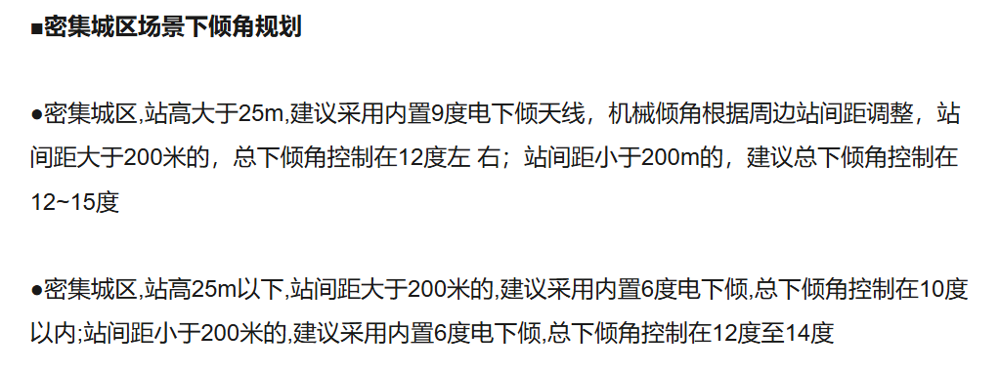 ■密集城区场景下倾角规划
●密集城区,站高大于25m,建议采用内置9度电下倾天线，机械倾角根据周边站间距调整，站
间距大于200米的，总下倾角控制在12度左 右；站间距小于200m的，建议总下倾角控制在
12~15度
●密集城区,站高25m以下,站间距大于200米的,建议采用内置6度电下倾,总下倾角控制在10度
以内;站间距小于200米的,建议采用内置6度电下倾,总下倾角控制在12度至14度